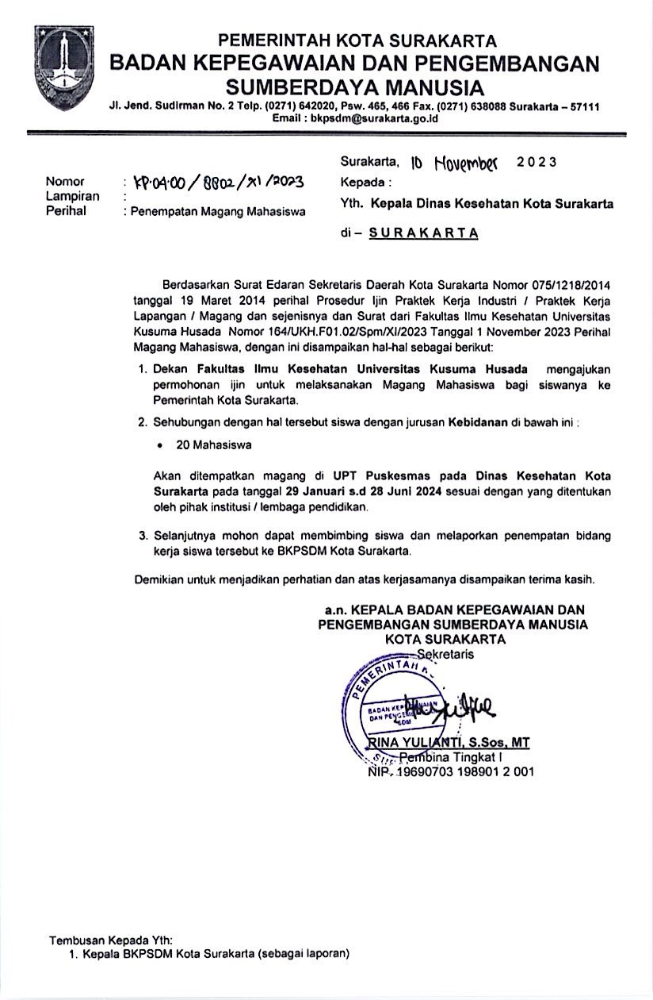 PEMERINTAH KOTA SURAKARTA
BADAN KEPEGAWAIAN DAN PENGEMBANGAN
SUMBERDAYA MANUSIA
Jl. Jend. Sudirman No. 2 Telp. (0271) 642020, Psw. 465, 466 Fax. (0271) 638088 Surakarta – 57111
Email : bkpsdm@surakarta.go.id
Surakarta, 10 November 2023
Nomor : KP.04.00/8802/XI/2023
Kepada :
Lampiran :
Yth. Kepala Dinas Kesehatan Kota Surakarta
Perihal : Penempatan Magang Mahasiswa
di – SURAKARTA
Berdasarkan Surat Edaran Sekretaris Daerah Kota Surakarta Nomor 075/1218/2014
tanggal 19 Maret 2014 perihal Prosedur Ijin Praktek Kerja Industri / Praktek Kerja
Lapangan / Magang dan sejenisnya dan Surat dari Fakultas Ilmu Kesehatan Universitas
Kusuma Husada Nomor 164/UKH.F01.02/Spm/XI/2023 Tanggal 1 November 2023 Perihal
Magang Mahasiswa, dengan ini disampaikan hal-hal sebagai berikut:
1. Dekan Fakultas Ilmu Kesehatan Universitas Kusuma Husada mengajukan
permohonan ijin untuk melaksanakan Magang Mahasiswa bagi siswanya ke
Pemerintah Kota Surakarta.
2. Sehubungan dengan hal tersebut siswa dengan jurusan Kebidanan di bawah ini :
• 20 Mahasiswa
Akan ditempatkan magang di UPT Puskesmas pada Dinas Kesehatan Kota
Surakarta pada tanggal 29 Januari s.d 28 Juni 2024 sesuai dengan yang ditentukan
oleh pihak institusi / lembaga pendidikan.
3. Selanjutnya mohon dapat membimbing siswa dan melaporkan penempatan bidang
kerja siswa tersebut ke BKPSDM Kota Surakarta.
Demikian untuk menjadikan perhatian dan atas kerjasamanya disampaikan terima kasih.
a.n. KEPALA BADAN KEPEGAWAIAN DAN
PENGEMBANGAN SUMBERDAYA MANUSIA
KOTA SURAKARTA
Sekretaris
PEMERINTAH
BADAN
DAN
SDM
RINA YULIANTI, S.Sos, MT
Pembina Tingkat I
NIP. 19690703 198901 2 001
Tembusan Kepada Yth:
1. Kepala BKPSDM Kota Surakarta (sebagai laporan)